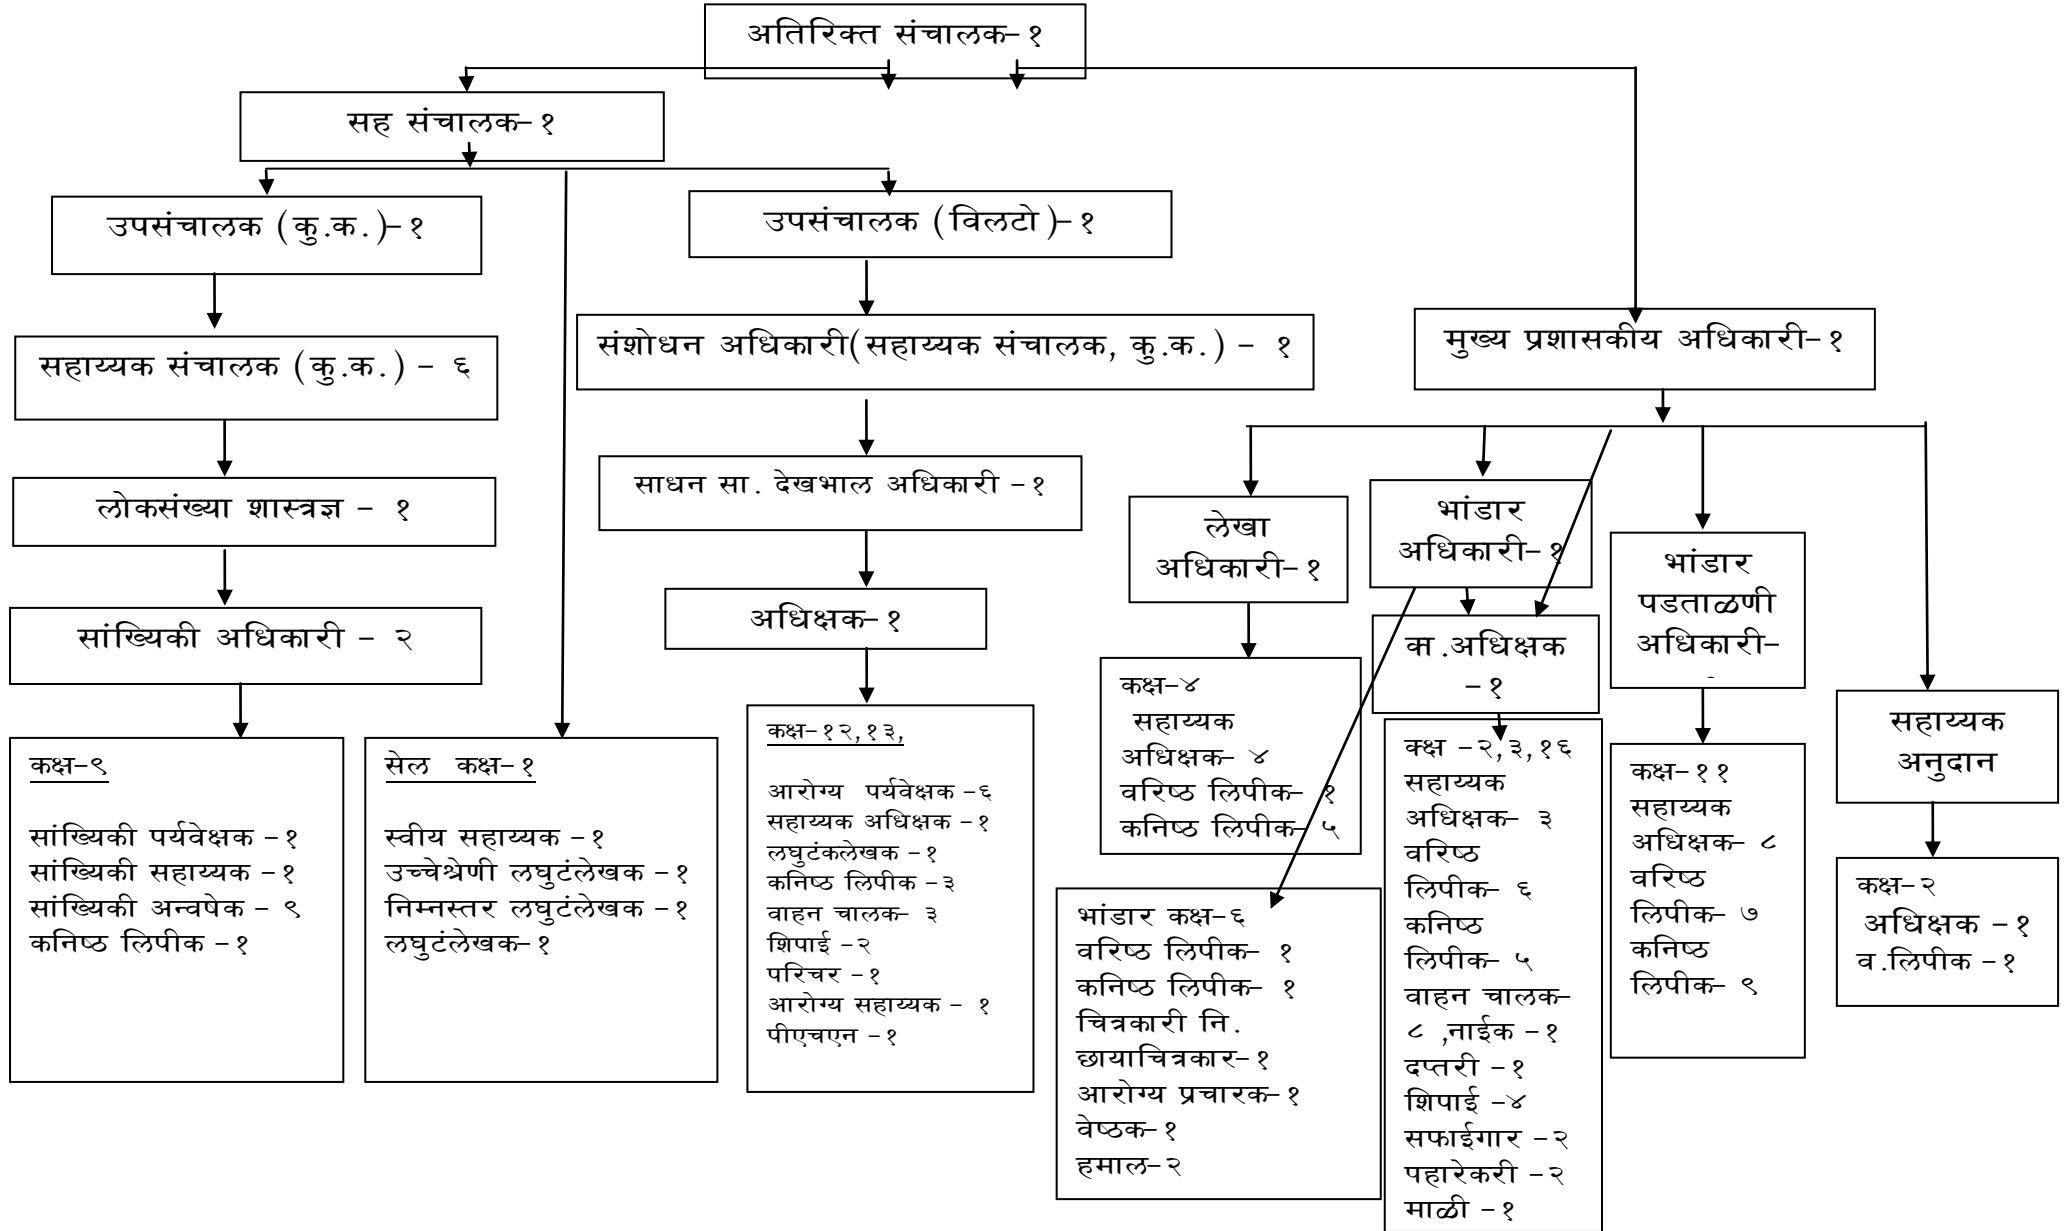 अतिरिक्त संचालक-१
सह संचालक-१
उपसंचालक (कु.क.)-१
उपसंचालक (विलटो)-१
सहाय्यक संचालक (कु.क.) - ६
संशोधन अधिकारी(सहाय्यक संचालक, कु.क.) - १
मुख्य प्रशासकीय अधिकारी-१
लोकसंख्या शास्त्रज्ञ - १
साधन सा. देखभाल अधिकारी -१
लेखा
अधिकारी-१
भांडार
अधिकारी-१
भांडार
पडताळणी
अधिकारी-
सांख्यिकी अधिकारी - २
अधिक्षक-१
का.अधिक्षक
-१
सहाय्यक
अनुदान
कक्ष-९
सांख्यिकी पर्यवेक्षक -१
सांख्यिकी सहाय्यक -१
सांख्यिकी अन्वषेक - ९
कनिष्ठ लिपीक -१
सेल कक्ष-१
स्वीय सहाय्यक -१
उच्चेश्रेणी लघुटंलेखक -१
निम्नस्तर लघुटंलेखक -१
लघुटंलेखक-१
कक्ष-१२,१३,
आरोग्य पर्यवेक्षक -६
सहाय्यक अधिक्षक -१
लघुटंकलेखक -१
कनिष्ठ लिपीक -३
वाहन चालक- ३
शिपाई -२
परिचर -१
आरोग्य सहाय्यक - १
पीएचएन -१
कक्ष-४
सहाय्यक
अधिक्षक- ४
वरिष्ठ लिपीक- १
कनिष्ठ लिपीक- ५
भांडार कक्ष-६
वरिष्ठ लिपीक- १
कनिष्ठ लिपीक- १
चित्रकारी नि.
छायाचित्रकार-१
आरोग्य प्रचारक-१
वेष्ठक-१
हमाल-२
क्क्ष -२,३,१६
सहाय्यक
अधिक्षक- ३
वरिष्ठ
लिपीक- ६
कनिष्ठ
लिपीक- ५
वाहन चालक-
८ ,नाईक -१
दप्तरी -१
शिपाई -४
सफाईगार -२
पहारेकरी -२
माळी -१
कक्ष-११
सहाय्यक
अधिक्षक- ८
वरिष्ठ
लिपीक- ७
कनिष्ठ
लिपीक- ९
कक्ष-२
अधिक्षक -१
व.लिपीक -१